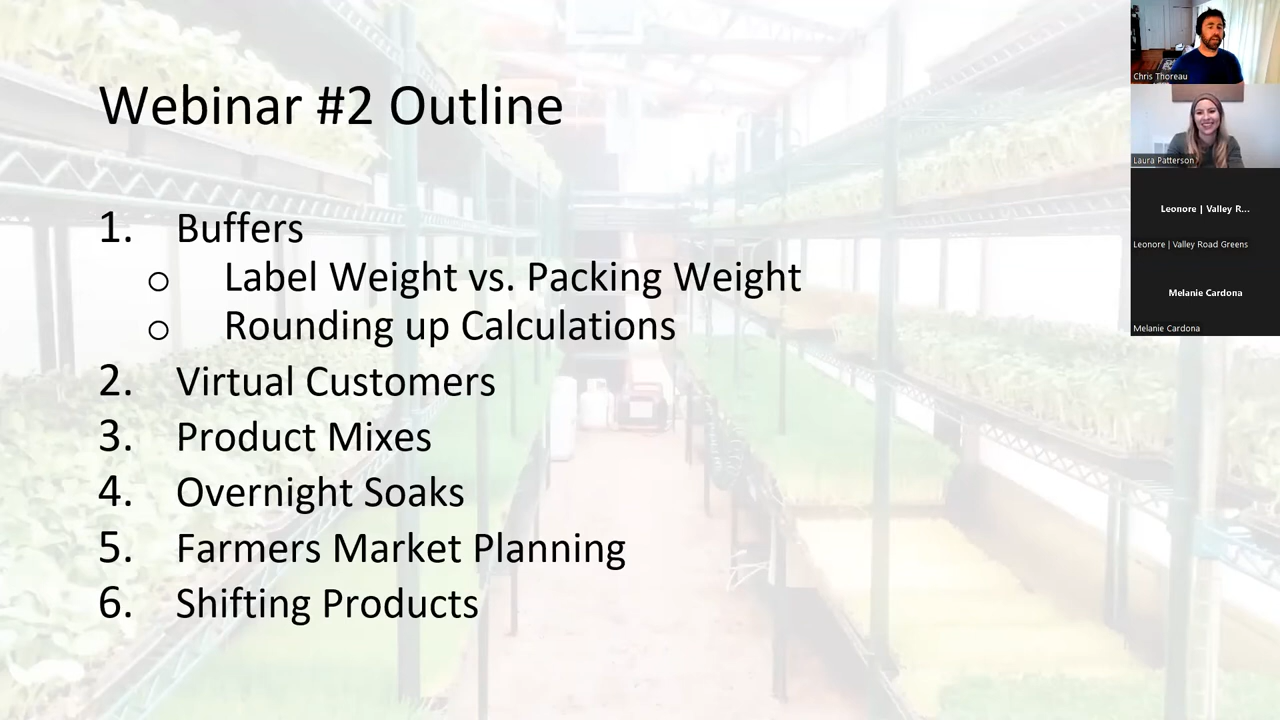 Webinar #2 Outline
1. Buffers
o Label Weight vs. Packing Weight
o Rounding up Calculations
2. Virtual Customers
3. Product Mixes
4. Overnight Soaks
5. Farmers Market Planning
6. Shifting Products
Chris Thoreau
Laura Patterson
Leonore | Valley R...
Leonore | Valley Road Greens
Melanie Cardona
Melanie Cardona